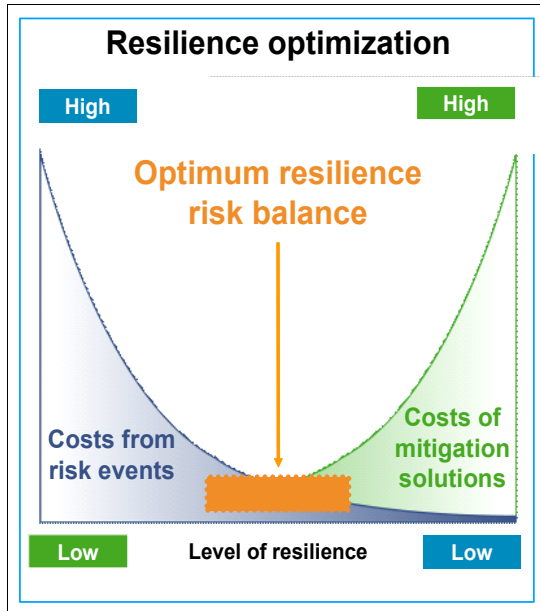 Resilience optimization
High
High
Optimum resilience
risk balance
Costs from
risk events
Costs of
mitigation
solutions
Low
Level of resilience
Low